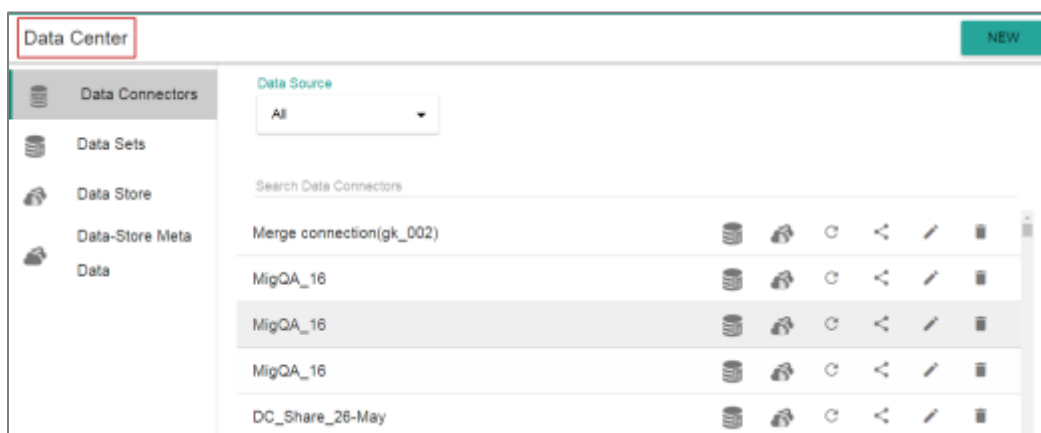 Data Center
NEW
Data Connectors
Data Sets
Data Store
Data-Store Meta
Data
Data Source
All
Search Data Connectors
Merge connection(gk_002)
MigQA_16
MigQA_16
MigQA_16
DC_Share_26-May